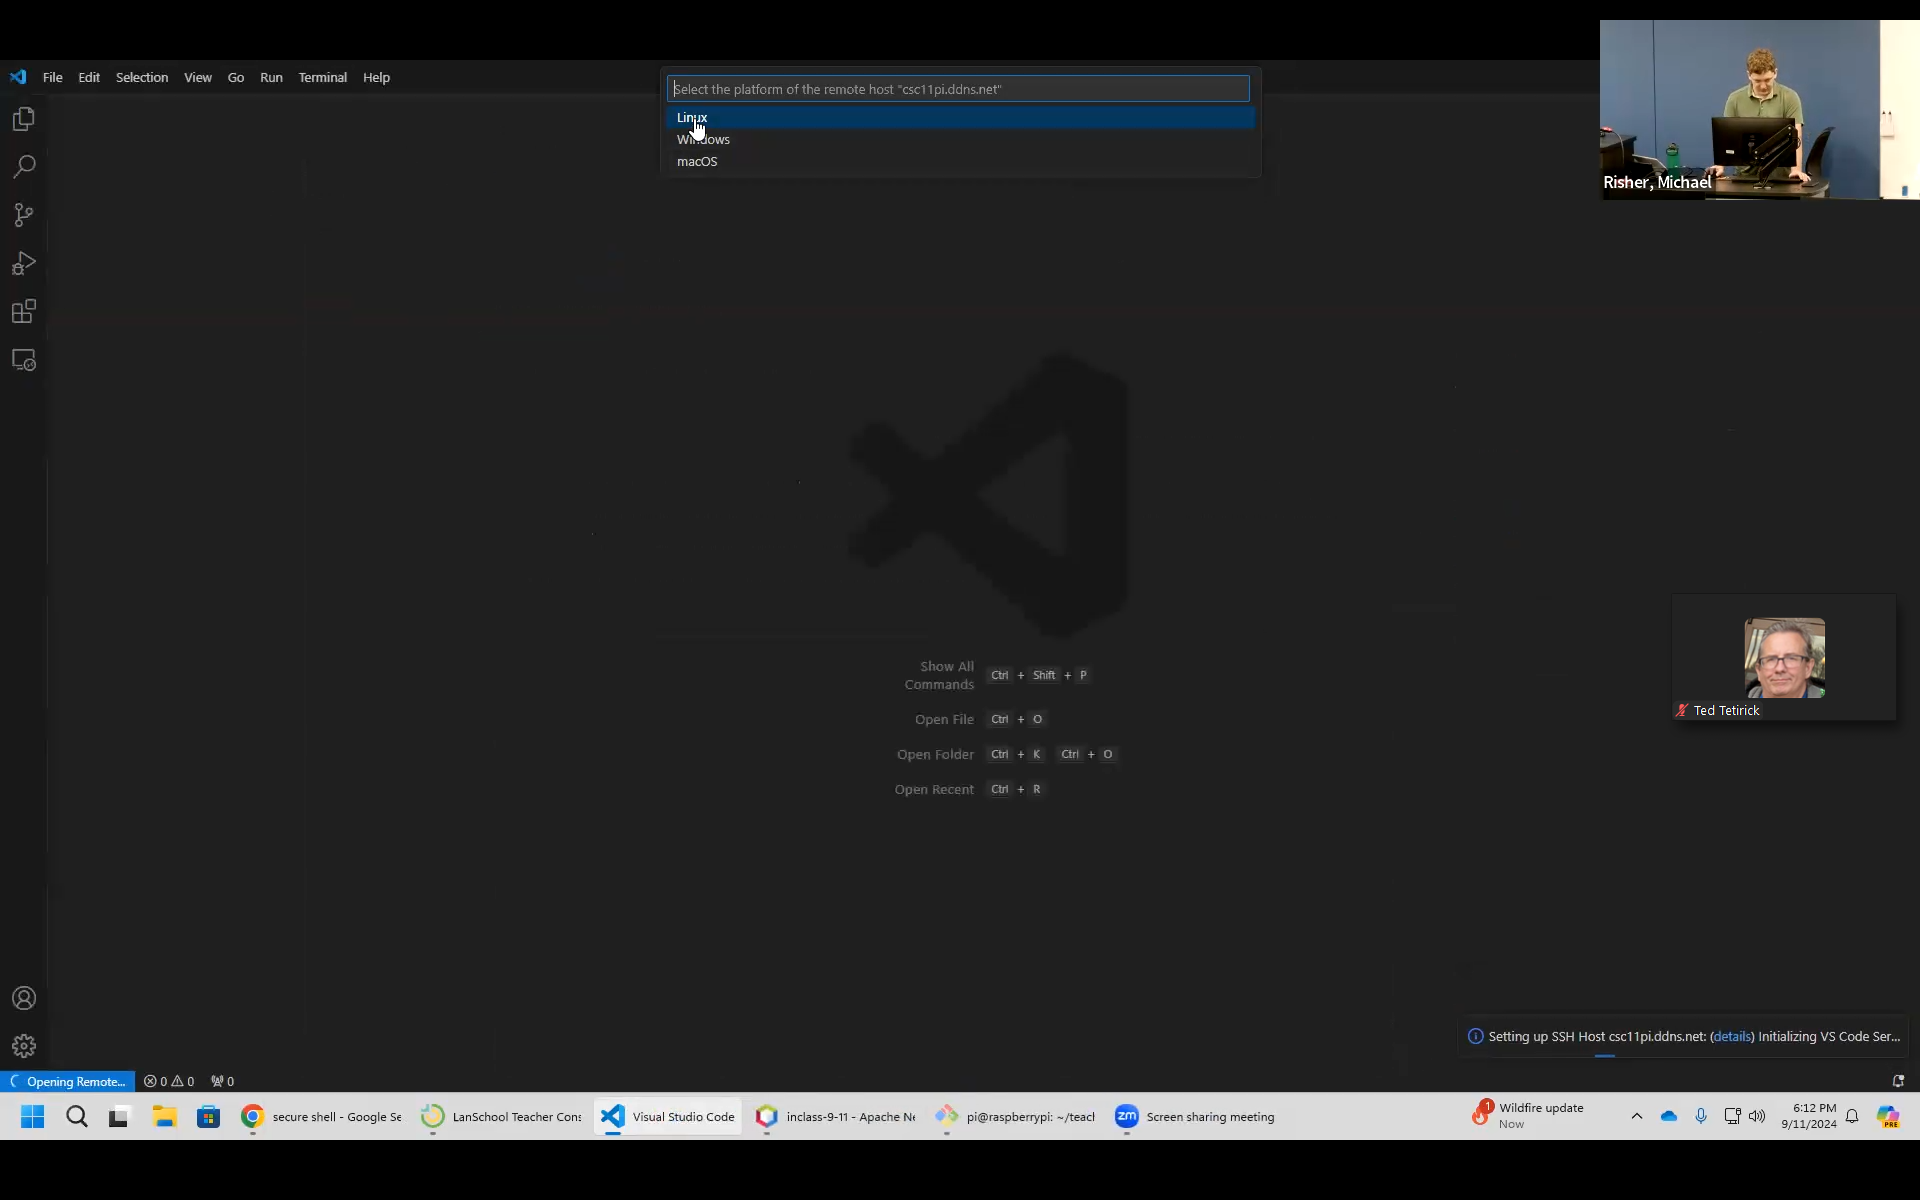 File Edit Selection View Go Run Terminal Help
Select the platform of the remote host "csc11pi.ddns.net"
Linux
Windows
macOS
Risher, Michael
Show All
Commands
Ctrl + Shift + P
Open File Ctrl + O
Open Folder Ctrl + K Ctrl + O
Open Recent Ctrl + R
Ted Tetirick
Setting up SSH Host csc11pi.ddns.net: (details) Initializing VS Code Ser...
Opening Remote... 0 0 0
secure shell - Google Se
LanSchool Teacher Cons
Visual Studio Code
inclass-9-11 - Apache Ne
pi@raspberrypi: ~/teach
zm
Screen sharing meeting
1
Wildfire update
Now
6:12 PM
9/11/2024
PRE